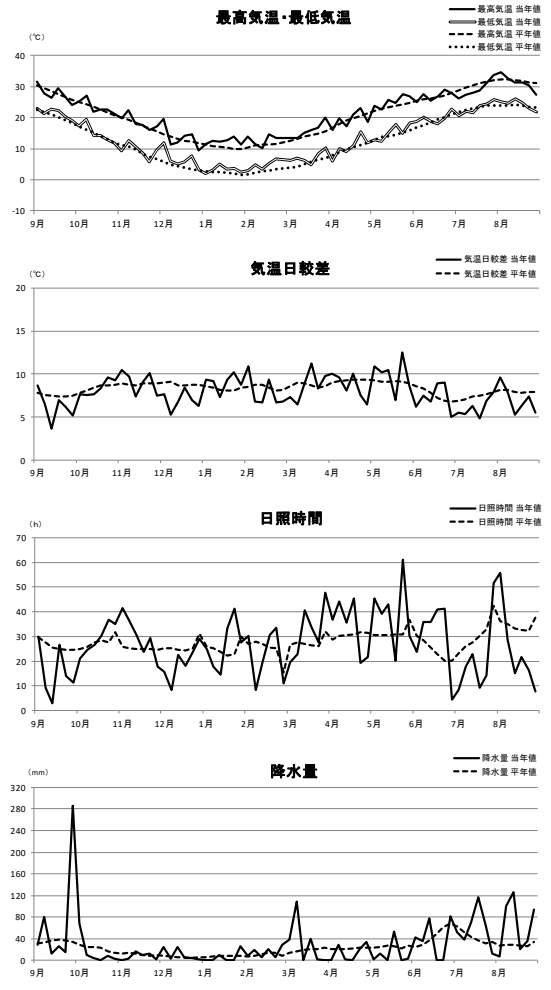 最高気温・最低気温
最高気温 当年値
最低気温 当年値
最高気温 平年値
最低気温 平年値
(℃)
40
30
20
10
0
-10
9月 10月 11月 12月 1月 2月 3月 4月 5月 6月 7月 8月
気温日較差
気温日較差 当年値
気温日較差 平年値
(℃)
20
15
10
5
0
9月 10月 11月 12月 1月 2月 3月 4月 5月 6月 7月 8月
日照時間
日照時間 当年値
日照時間 平年値
(h)
70
60
50
40
30
20
10
0
9月 10月 11月 12月 1月 2月 3月 4月 5月 6月 7月 8月
降水量
降水量 当年値
降水量 平年値
(mm)
320
280
240
200
160
120
80
40
0
9月 10月 11月 12月 1月 2月 3月 4月 5月 6月 7月 8月